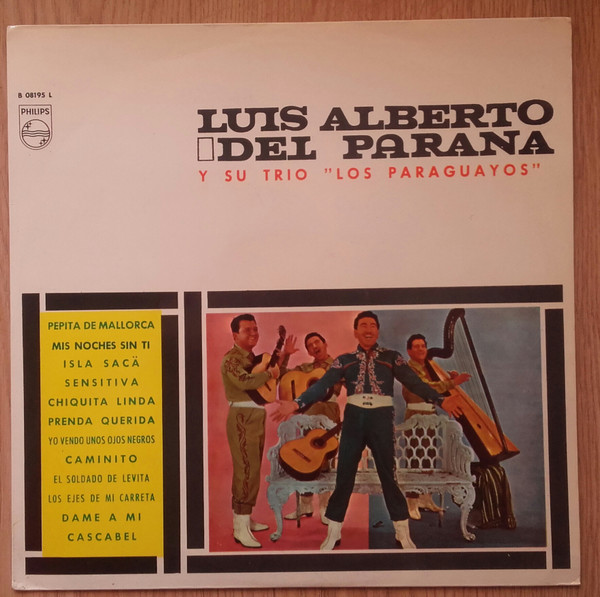 B 08195 L
PHILIPS
LUIS ALBERTO
DEL PARANA
Y SU TRIO "LOS PARAGUAYOS"
PEPITA DE MALLORCA
MIS NOCHES SIN TI
ISLA SACÄ
SENSITIVA
CHIQUITA LINDA
PRENDA QUERIDA
YO VENDO UNOS OJOS NEGROS
CAMINITO
EL SOLDADO DE LEVITA
LOS EJES DE MI CARRETA
DAME A MI
CASCABEL